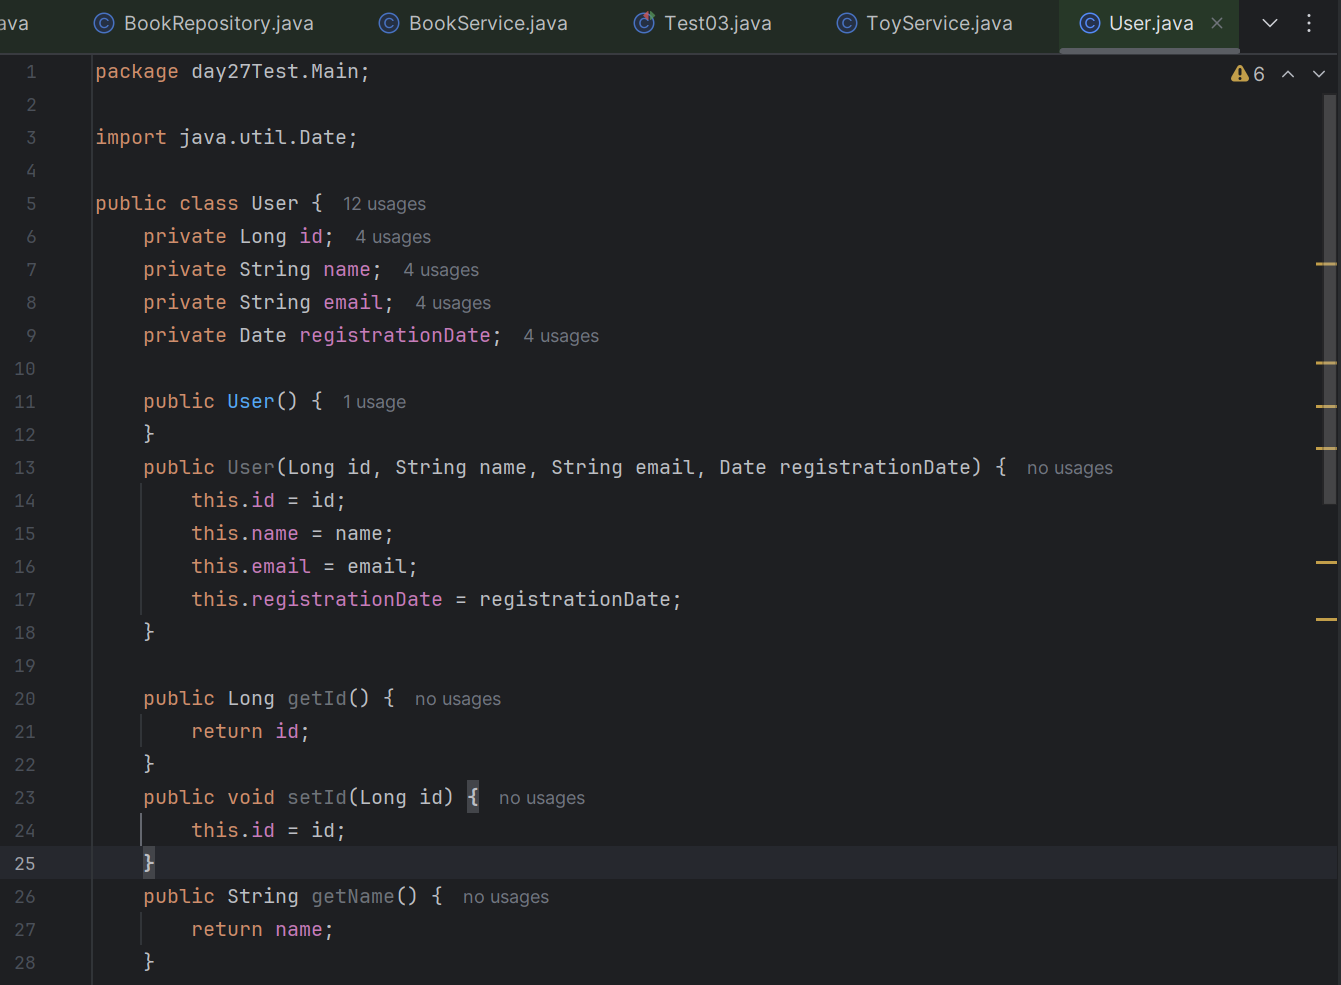 ava BookRepository.java BookService.java Test03.java ToyService.java User.java
1 package day27Test.Main; 6
2
3 import java.util.Date;
4
5 public class User { 12 usages
6 private Long id; 4 usages
7 private String name; 4 usages
8 private String email; 4 usages
9 private Date registrationDate; 4 usages
10
11 public User() { 1 usage
12 }
13 public User(Long id, String name, String email, Date registrationDate) { no usages
14 this.id = id;
15 this.name = name;
16 this.email = email;
17 this.registrationDate = registrationDate;
18 }
19
20 public Long getId() { no usages
21 return id;
22 }
23 public void setId(Long id) { no usages
24 this.id = id;
25 }
26 public String getName() { no usages
27 return name;
28 }